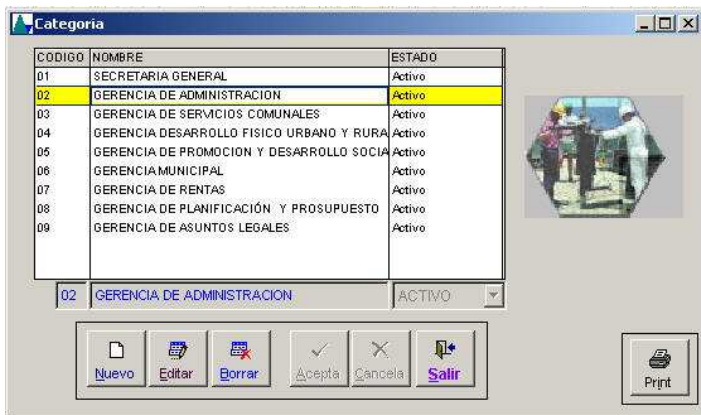 Categoria
CODIGO NOMBRE ESTADO
01 SECRETARIA GENERAL Activo
02 GERENCIA DE ADMINISTRACION Activo
03 GERENCIA DE SERVICIOS COMUNALES Activo
04 GERENCIA DESARROLLO FISICO URBANO Y RURA Activo
05 GERENCIA DE PROMOCION Y DESARROLLO SOCIA Activo
06 GERENCIA MUNICIPAL Activo
07 GERENCIA DE RENTAS Activo
08 GERENCIA DE PLANIFICACIÓN Y PROSUPUESTO Activo
09 GERENCIA DE ASUNTOS LEGALES Activo
02 GERENCIA DE ADMINISTRACION ACTIVO
Nuevo Editar Borrar Acepta Cancela Salir Print